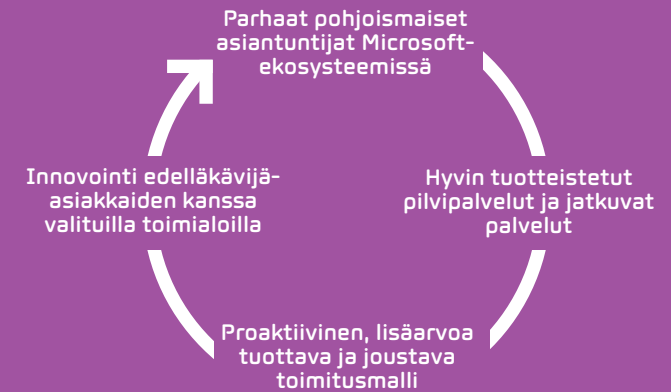 Parhaat pohjoismaiset
asiantuntijat Microsoft-
ekosysteemissä
Hyvin tuotteistetut
pilvipalvelut ja jatkuvat
palvelut
Proaktiivinen, lisäarvoa
tuottava ja joustava
toimitusmalli
Innovointi edelläkävijä-
asiakkaiden kanssa
valituilla toimialoilla